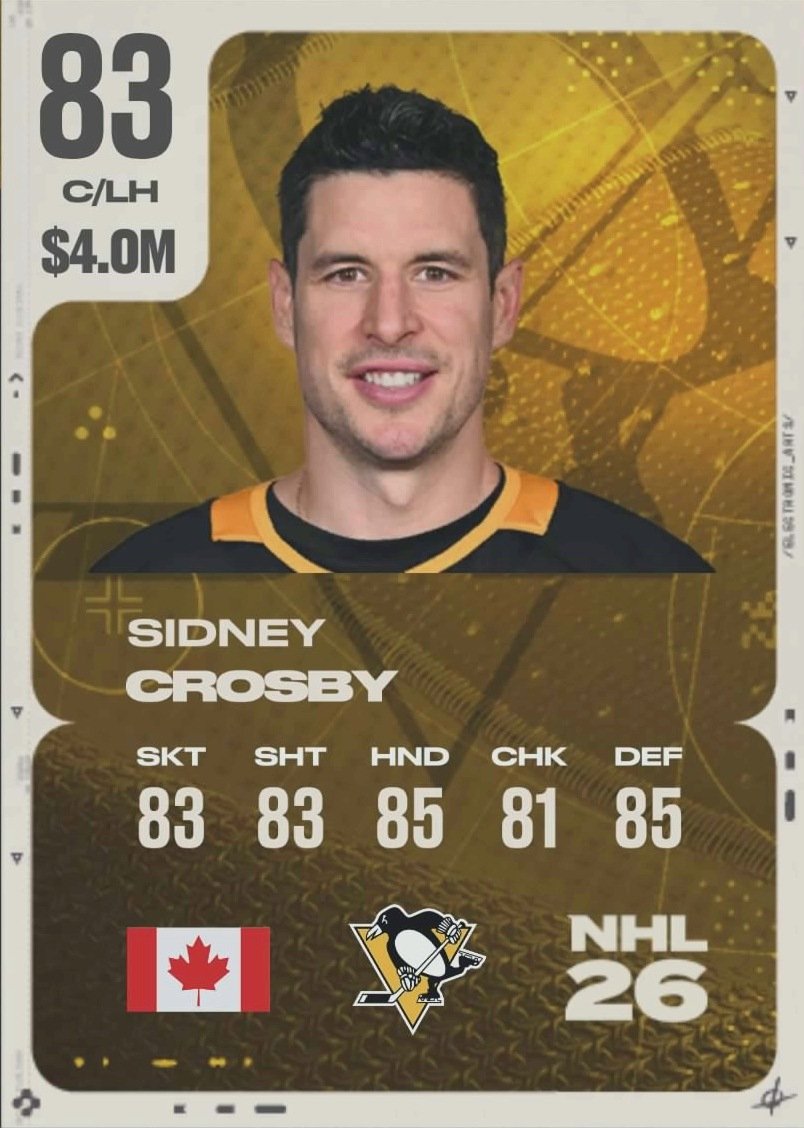 83
C/LH
$4.0M
SIDNEY
CROSBY
SKT SHT HND CHK DEF
83 83 85 81 85
NHL
26